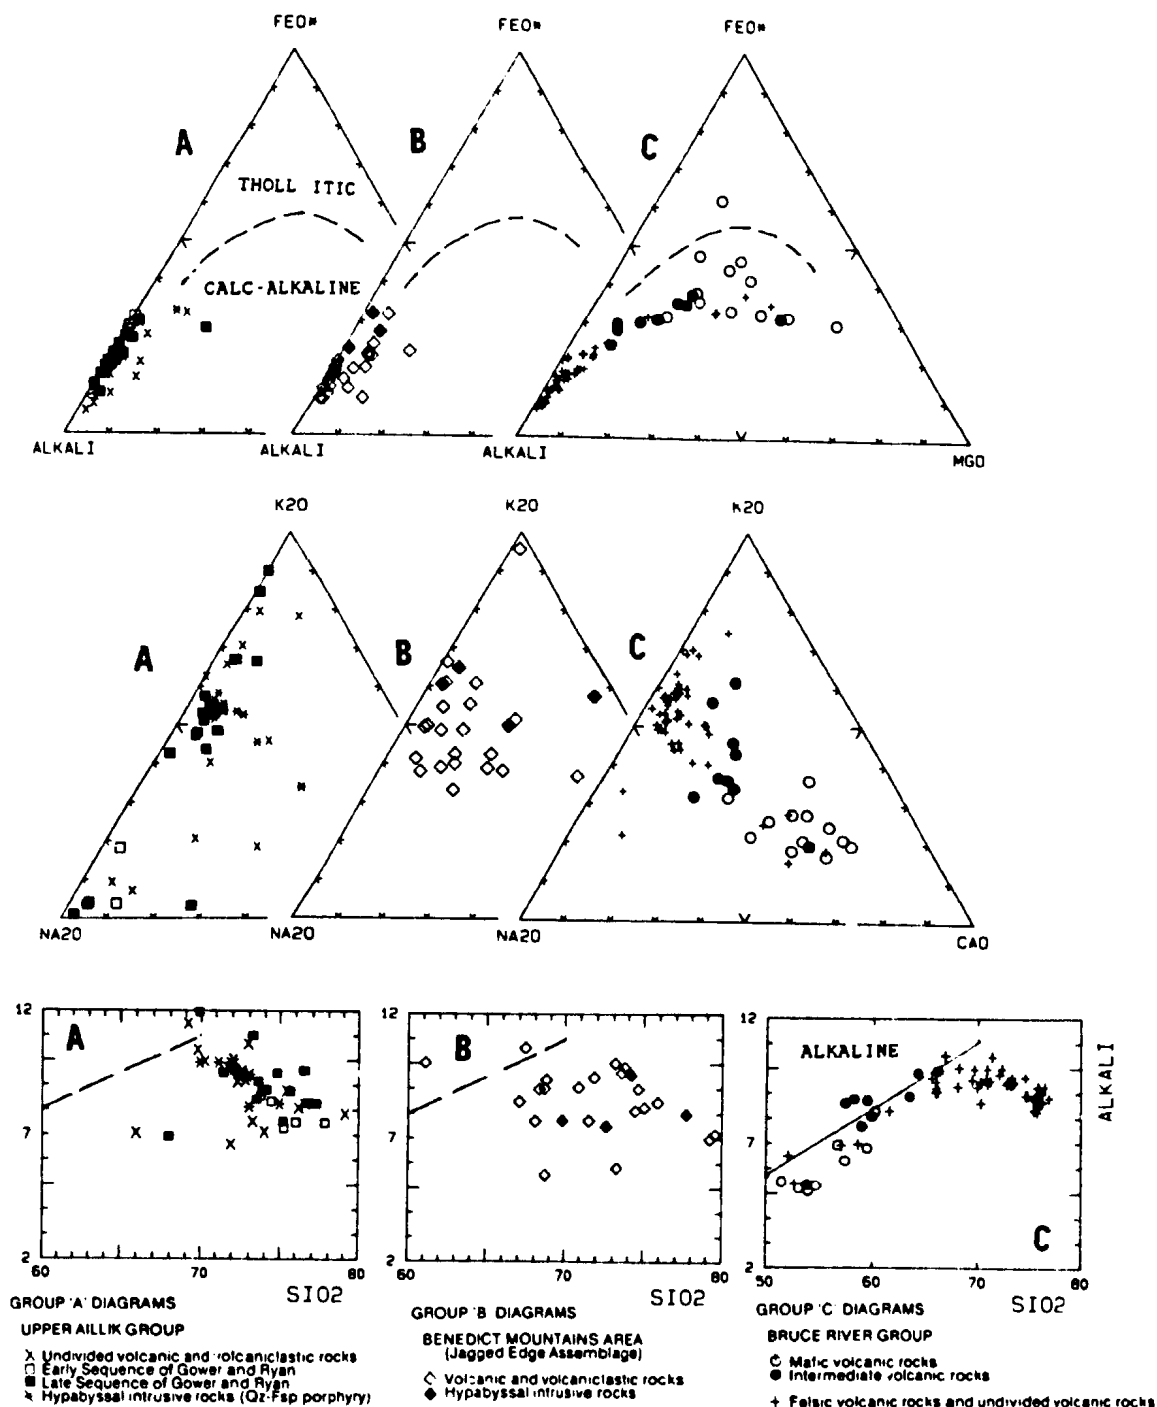 FEO* FEO* FEO*
A B C
THOLL ITIC
CALC-ALKALINE
ALKALI ALKALI ALKALI MGO
K2O K2O K2O
A B C
NA2O NA2O NA2O CAO
12 12 12
A B ALKALINE
7 7 7
ALKALI
C
2 2 2
60 70 80 60 70 80 50 60 70 80
SIO2 SIO2 SIO2
GROUP 'A' DIAGRAMS
UPPER AILLIK GROUP
Undivided volcanic and volcaniclastic rocks
Early Sequence of Gower and Ryan
Late Sequence of Gower and Ryan
Hypabyssal intrusive rocks (Qz-Fsp porphyry)
GROUP 'B' DIAGRAMS
BENEDICT MOUNTAINS AREA
(Jagged Edge Assemblage)
Volcanic and volcaniclastic rocks
Hypabyssal intrusive rocks
GROUP 'C' DIAGRAMS
BRUCE RIVER GROUP
Mafic volcanic rocks
Intermediate volcanic rocks
Felsic volcanic rocks and undivided volcanic rocks